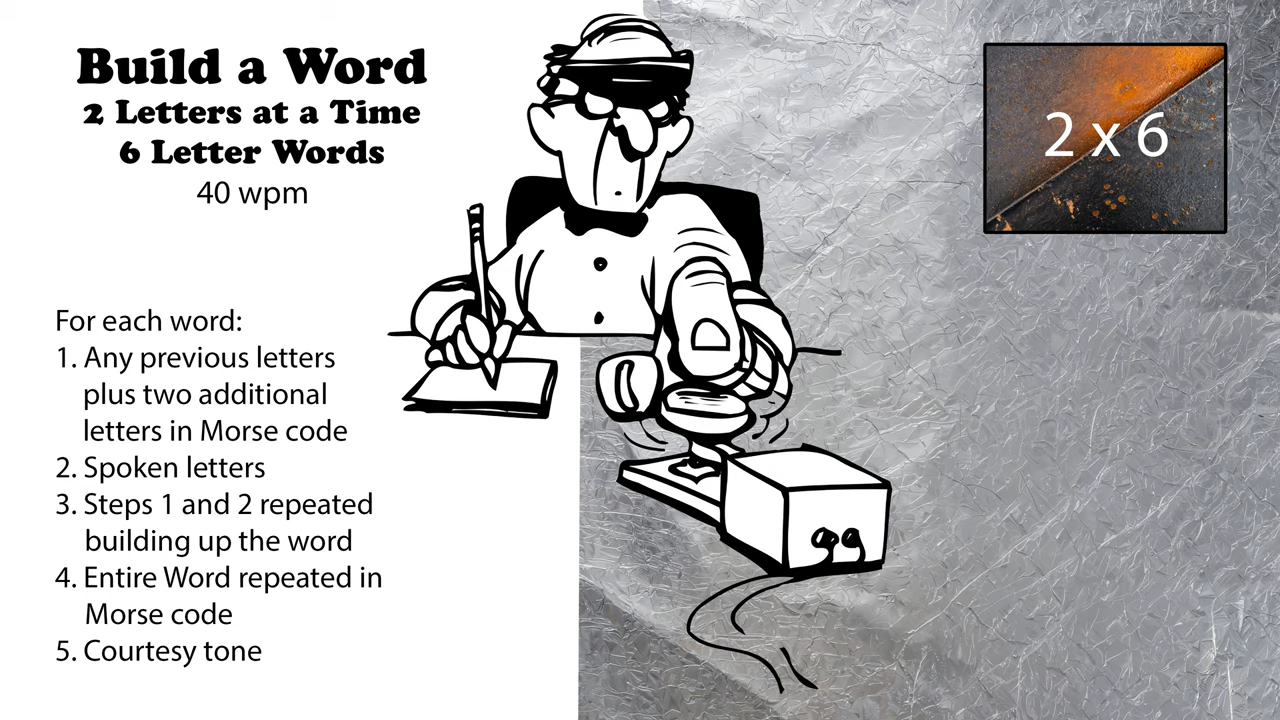 Build a Word
2 Letters at a Time
6 Letter Words
40 wpm
2 x 6
For each word:
1. Any previous letters
plus two additional
letters in Morse code
2. Spoken letters
3. Steps 1 and 2 repeated
building up the word
4. Entire Word repeated in
Morse code
5. Courtesy tone